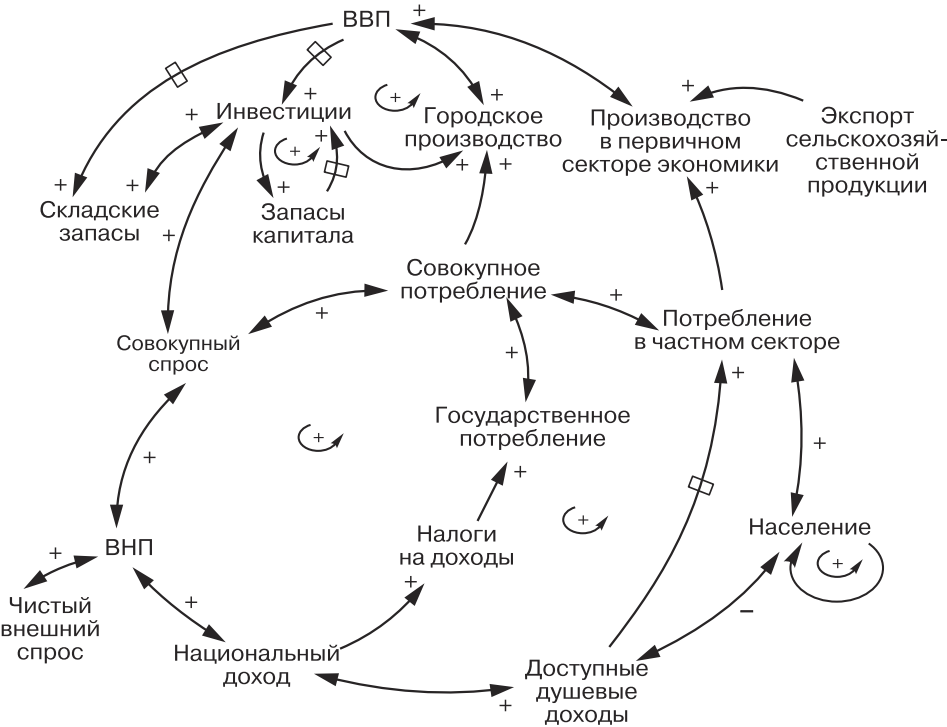 ВВП
Инвестиции
Городское
производство
Производство
в первичном
секторе экономики
Экспорт
сельскохозяй-
ственной
продукции
Складские
запасы
Запасы
капитала
Совокупное
потребление
Потребление
в частном секторе
Совокупный
спрос
Государственное
потребление
ВНП
Налоги
на доходы
Население
Чистый
внешний
спрос
Национальный
доход
Доступные
душевые
доходы